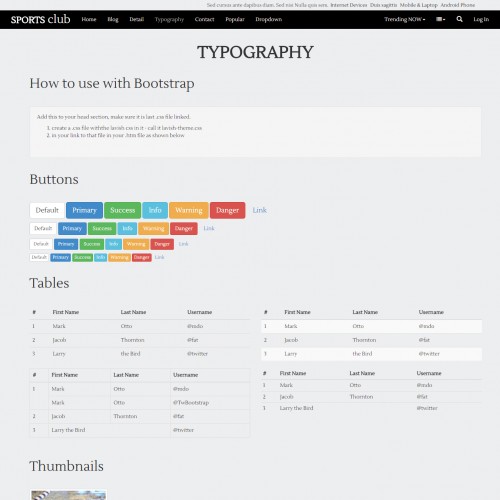 Sed cursus ante dapibus diam. Sed nisi Nulla quis sem. Internet Devices Duis sagittis Mobile & Laptop Android Phone
SPORTS club Home Blog Detail Typography Contact Popular Dropdown Trending NOW Log In
TYPOGRAPHY
How to use with Bootstrap
Add this to your head section, make sure it is last .css file linked.
1. create a .css file withthe lavish css in it - call it lavish-theme.css
2. in your link to that file in your .htm file as shown below
Buttons
Default Primary Success Info Warning Danger Link
Default Primary Success Info Warning Danger Link
Default Primary Success Info Warning Danger Link
Default Primary Success Info Warning Danger Link
Tables
# First Name Last Name Username
1 Mark Otto @mdo
2 Jacob Thornton @fat
3 Larry the Bird @twitter
# First Name Last Name Username
1 Mark Otto @mdo
2 Jacob Thornton @fat
3 Larry the Bird @twitter
# First Name Last Name Username
1 Mark Otto @mdo
Mark Otto @TwBootstrap
2 Jacob Thornton @fat
3 Larry the Bird @twitter
# First Name Last Name Username
1 Mark Otto @mdo
2 Jacob Thornton @fat
3 Larry the Bird @twitter
Thumbnails